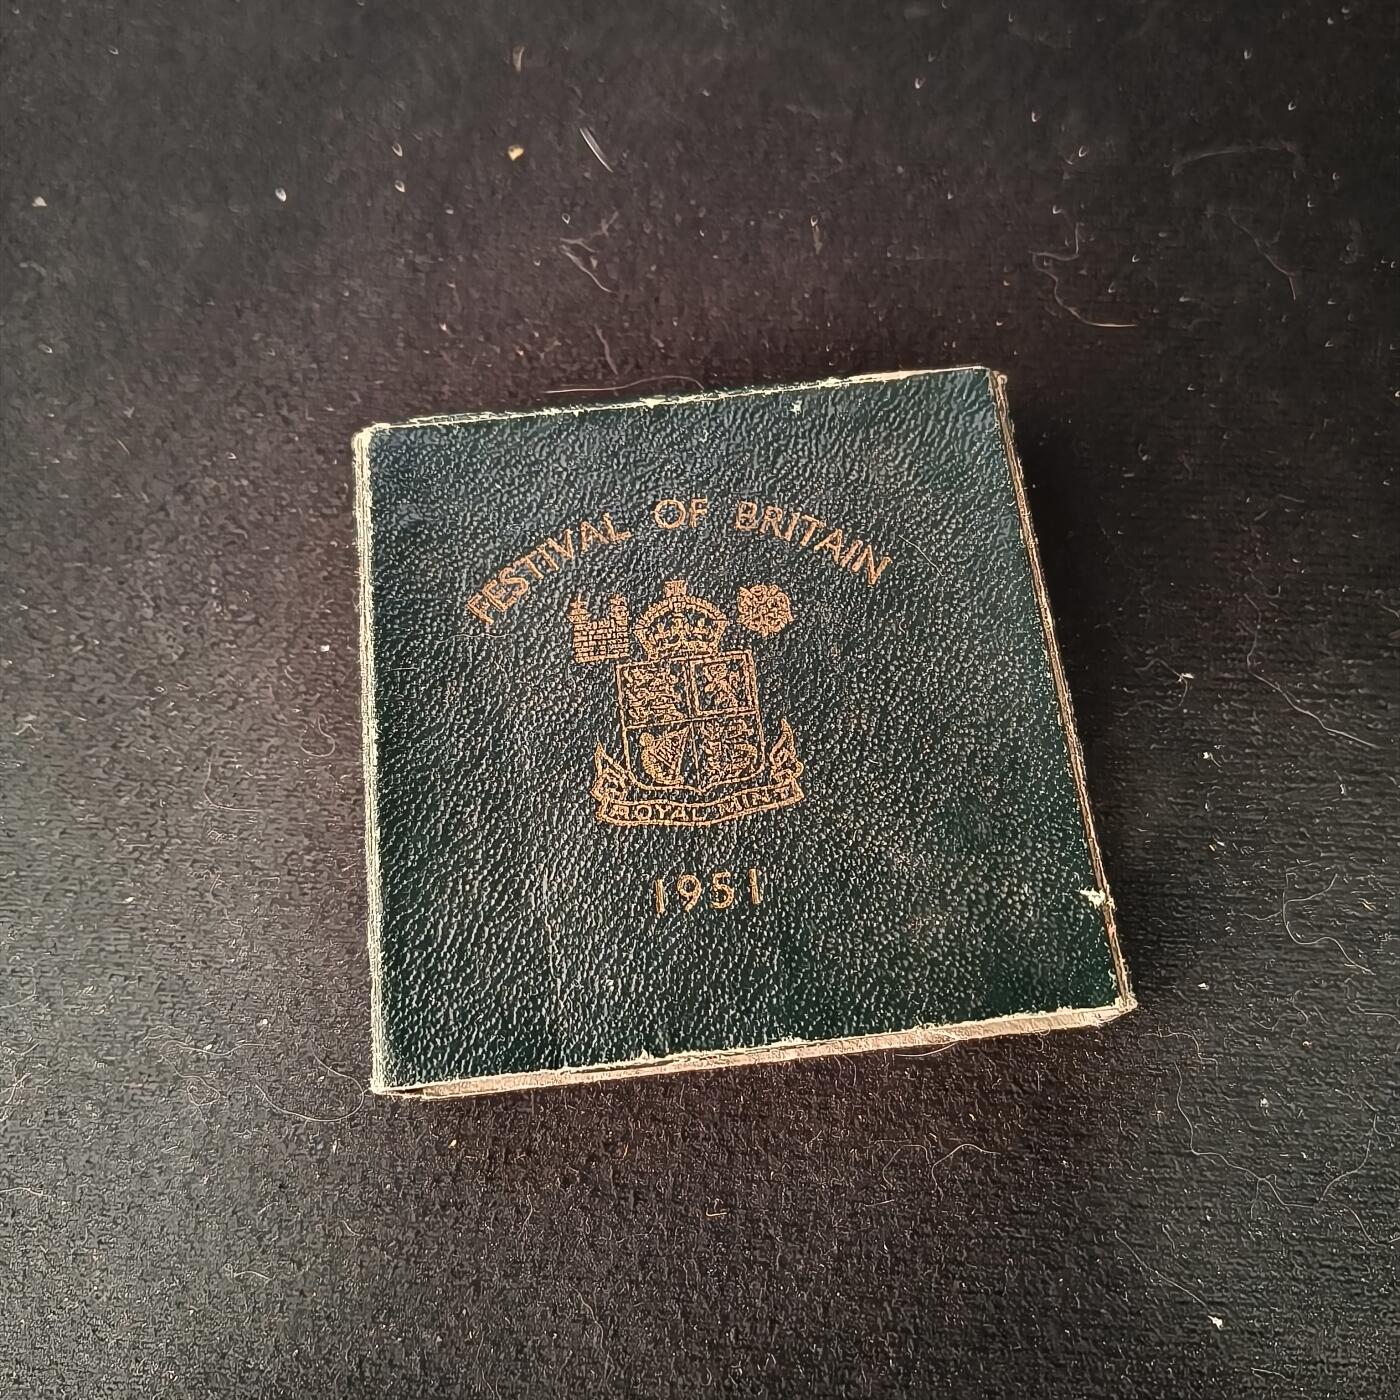 FESTIVAL OF BRITAIN
ROYAL MINT
1951